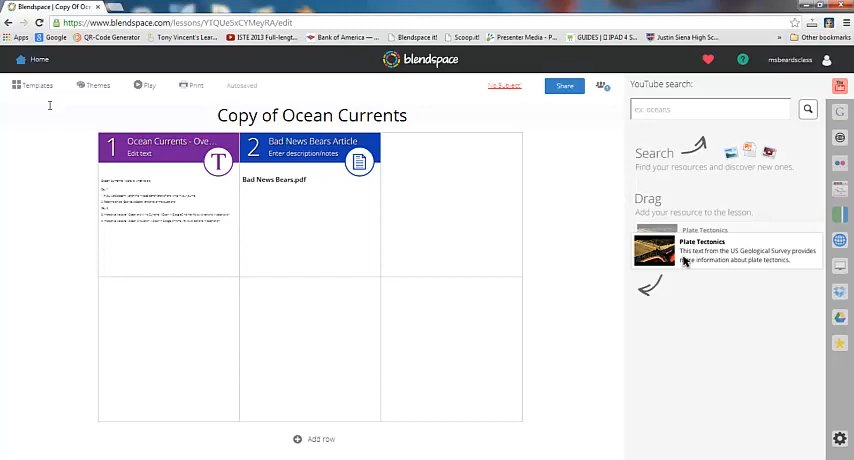 Blendspace | Copy Of Oce
https://www.blendspace.com/lessons/YTQUe5xCYMeyRA/edit
Apps Google QR-Code Generator Tony Vincent's Lear... ISTE 2013 Full-lengt... Bank of America — ... Blendspace it! Scoop.it! Presenter Media - P... GUIDES | IPAD 4 S... Justin Siena High Sc... Other bookmarks
Home blendspace ? msbeardsclass
Templates Themes Play Print Autosaved No Subject Share
YouTube search:
ex: oceans
Copy of Ocean Currents
1 Ocean Currents - Ove...
Edit text
T
2 Bad News Bears Article
Enter description/notes
Bad News Bears.pdf
Search
Find your resources and discover new ones.
Drag
Add your resource to the lesson.
Plate Tectonics
Plate Tectonics
This text from the US Geological Survey provides
more information about plate tectonics.
Add row